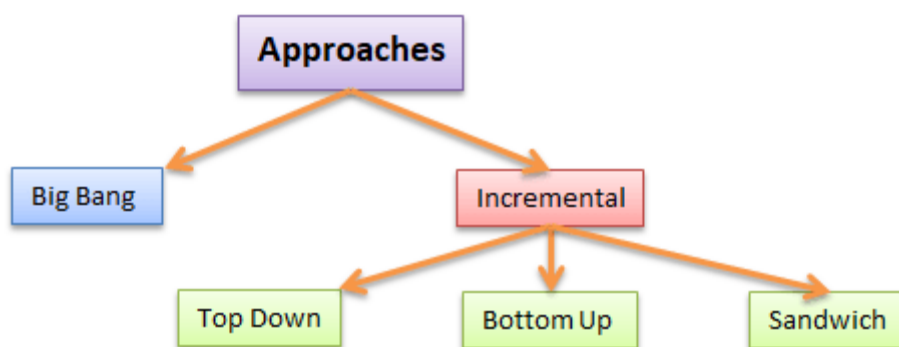 Approaches
Big Bang
Incremental
Top Down
Bottom Up
Sandwich